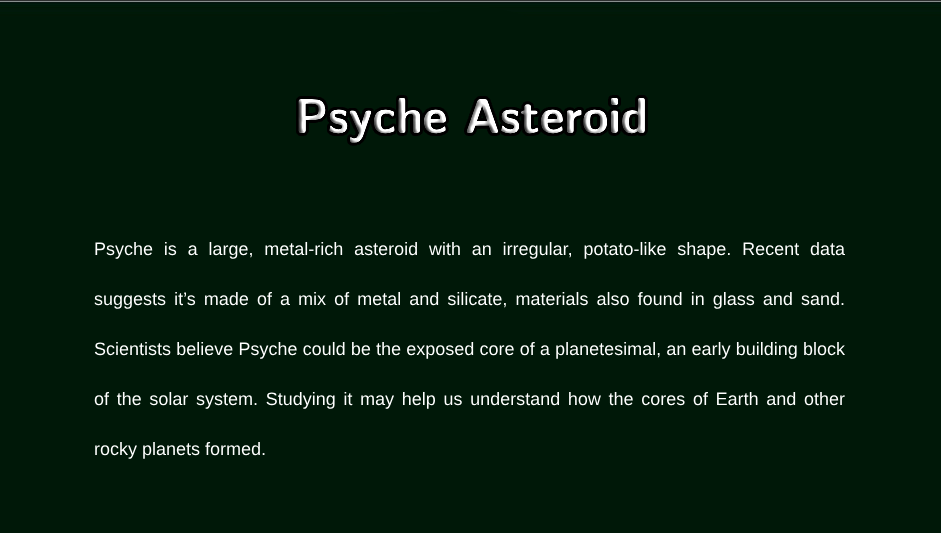 Psyche Asteroid
Psyche is a large, metal-rich asteroid with an irregular, potato-like shape. Recent data
suggests it’s made of a mix of metal and silicate, materials also found in glass and sand.
Scientists believe Psyche could be the exposed core of a planetesimal, an early building block
of the solar system. Studying it may help us understand how the cores of Earth and other
rocky planets formed.